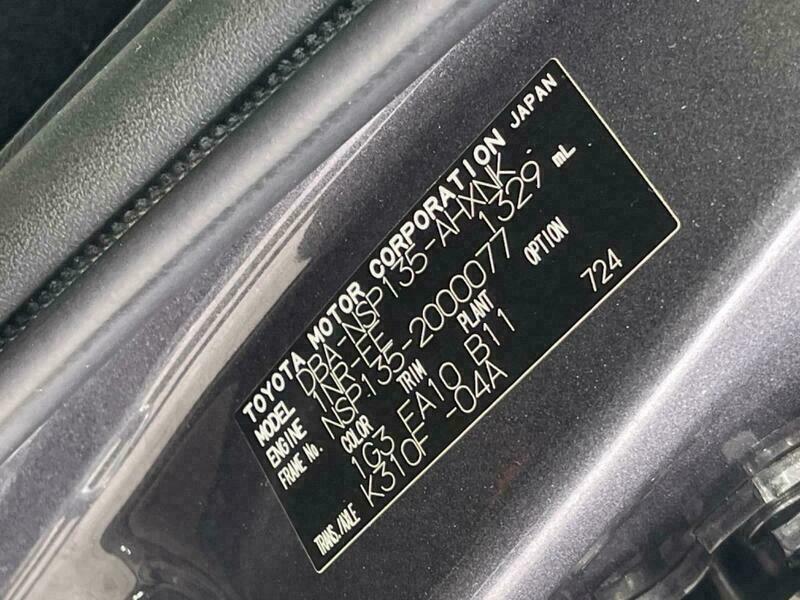 TOYOTA MOTOR CORPORATION JAPAN
MODEL DBA-NSP135-AHXNK
ENGINE 1NR-FE 1329 mL
FRAME No. NSP135-2000077
COLOR TRIM PLANT OPTION
1G3 FA10 B11 724
TRANS./AXLE K310F -04A